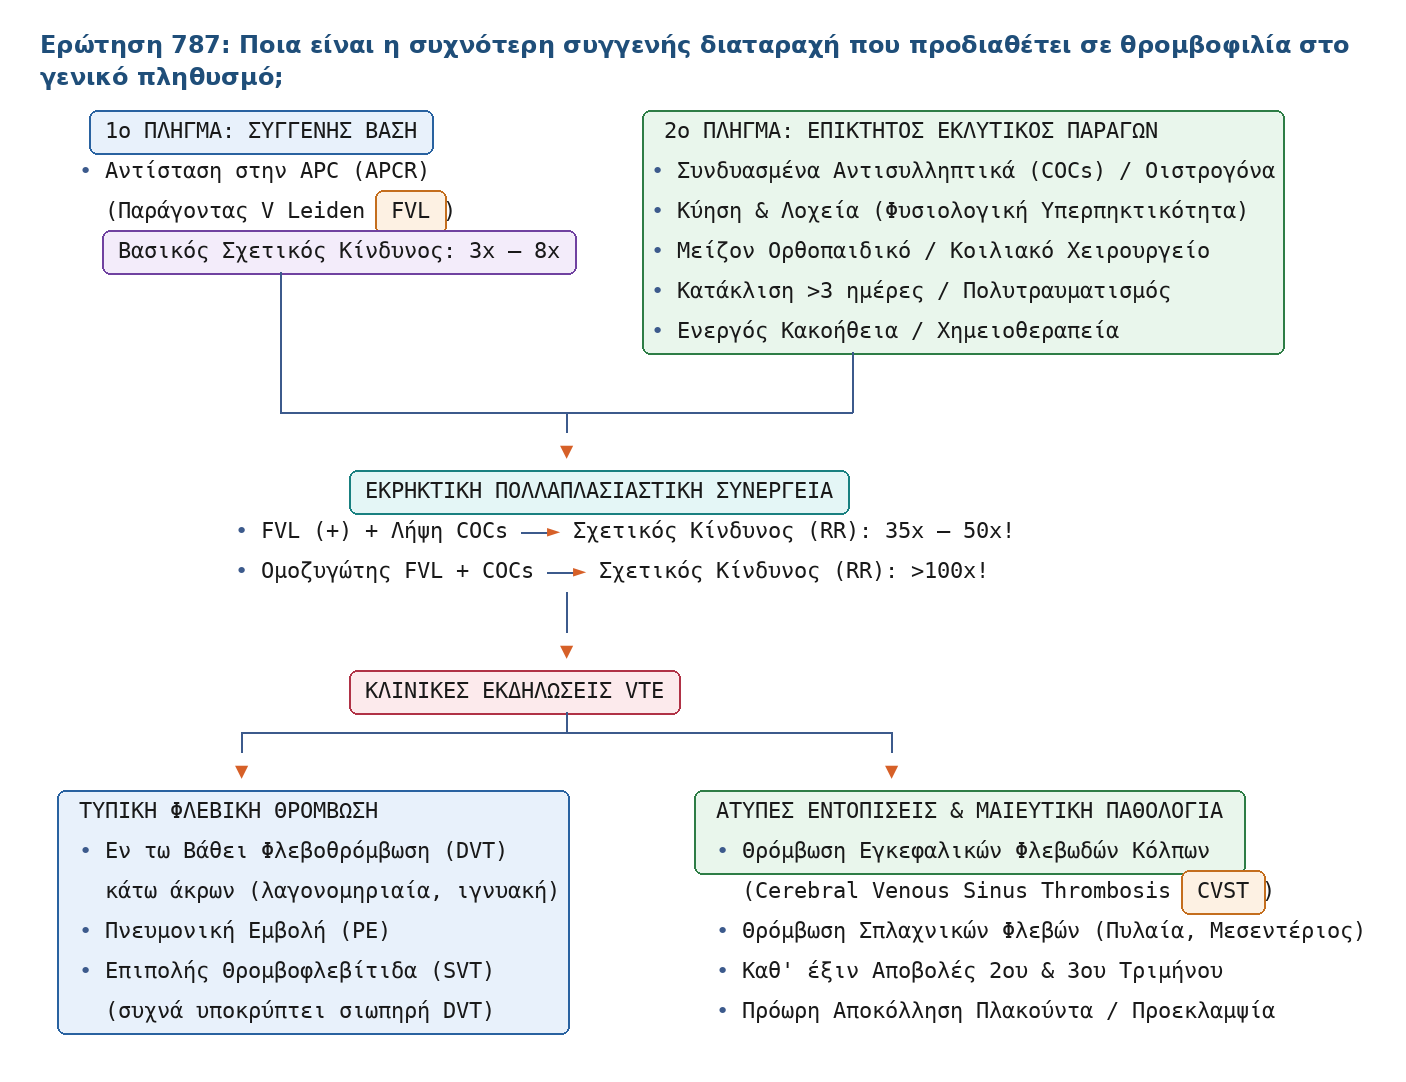 Ερώτηση 787: Ποια είναι η συχνότερη συγγενής διαταραχή που προδιαθέτει σε θρομβοφιλία στο
γενικό πληθυσμό;
1ο ΠΛΗΓΜΑ: ΣΥΓΓΕΝΗΣ ΒΑΣΗ
• Αντίσταση στην APC (APCR)
(Παράγοντας V Leiden FVL )
Βασικός Σχετικός Κίνδυνος: 3x – 8x
2ο ΠΛΗΓΜΑ: ΕΠΙΚΤΗΤΟΣ ΕΚΛΥΤΙΚΟΣ ΠΑΡΑΓΩΝ
• Συνδυασμένα Αντισυλληπτικά (COCs) / Οιστρογόνα
• Κύηση & Λοχεία (Φυσιολογική Υπερπηκτικότητα)
• Μείζον Ορθοπαιδικό / Κοιλιακό Χειρουργείο
• Κατάκλιση >3 ημέρες / Πολυτραυματισμός
• Ενεργός Κακοήθεια / Χημειοθεραπεία
▼
ΕΚΡΗΚΤΙΚΗ ΠΟΛΛΑΠΛΑΣΙΑΣΤΙΚΗ ΣΥΝΕΡΓΕΙΑ
• FVL (+) + Λήψη COCs ─► Σχετικός Κίνδυνος (RR): 35x – 50x!
• Ομοζυγώτης FVL + COCs ─► Σχετικός Κίνδυνος (RR): >100x!
▼
ΚΛΙΝΙΚΕΣ ΕΚΔΗΛΩΣΕΙΣ VTE
▼ ▼
ΤΥΠΙΚΗ ΦΛΕΒΙΚΗ ΘΡΟΜΒΩΣΗ
• Εν τω Βάθει Φλεβοθρόμβωση (DVT)
κάτω άκρων (λαγονομηριαία, ιγνυακή)
• Πνευμονική Εμβολή (PE)
• Επιπολής Θρομβοφλεβίτιδα (SVT)
(συχνά υποκρύπτει σιωπηρή DVT)
ΑΤΥΠΕΣ ΕΝΤΟΠΙΣΕΙΣ & ΜΑΙΕΥΤΙΚΗ ΠΑΘΟΛΟΓΙΑ
• Θρόμβωση Εγκεφαλικών Φλεβωδών Κόλπων
(Cerebral Venous Sinus Thrombosis CVST )
• Θρόμβωση Σπλαχνικών Φλεβών (Πυλαία, Μεσεντέριος)
• Καθ' έξιν Αποβολές 2ου & 3ου Τριμήνου
• Πρόωρη Αποκόλληση Πλακούντα / Προεκλαμψία